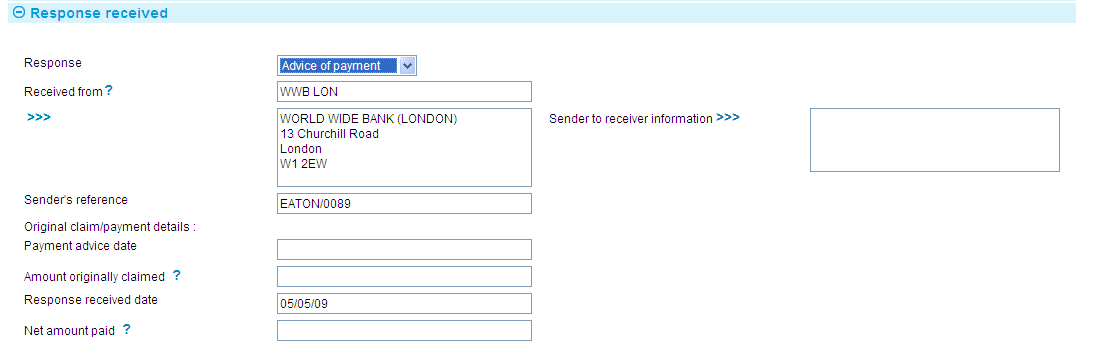 Response received
Response Advice of payment
Received from ? WWB LON
>>> WORLD WIDE BANK (LONDON) Sender to receiver information >>>
13 Churchill Road
London
W1 2EW
Sender's reference EATON/0089
Original claim/payment details :
Payment advice date
Amount originally claimed ?
Response received date 05/05/09
Net amount paid ?